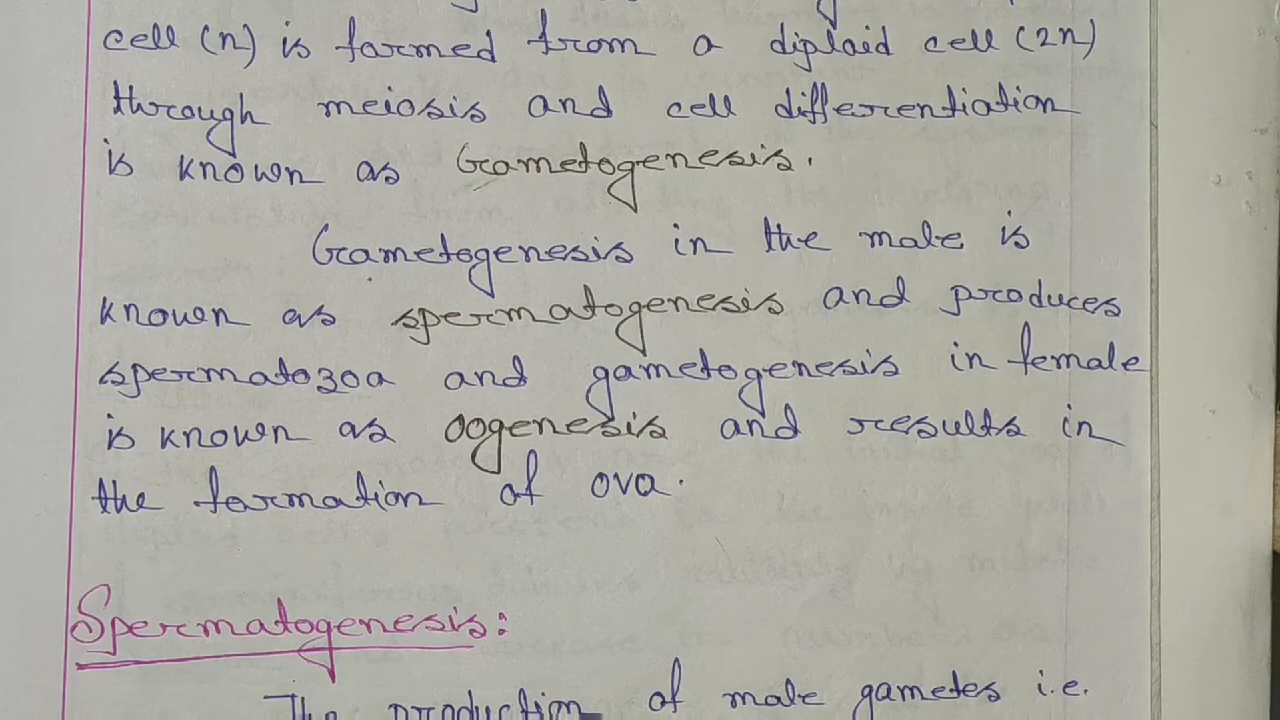 cell (n) is formed from a diploid cell (2n)
through meiosis and cell differentiation
is known as Gametogenesis.
Gametogenesis in the male is
known as spermatogenesis and produces
spermatozoa and gametogenesis in female
is known as oogenesis and results in
the formation of ova.
Spermatogenesis:
The production of male gametes i.e.